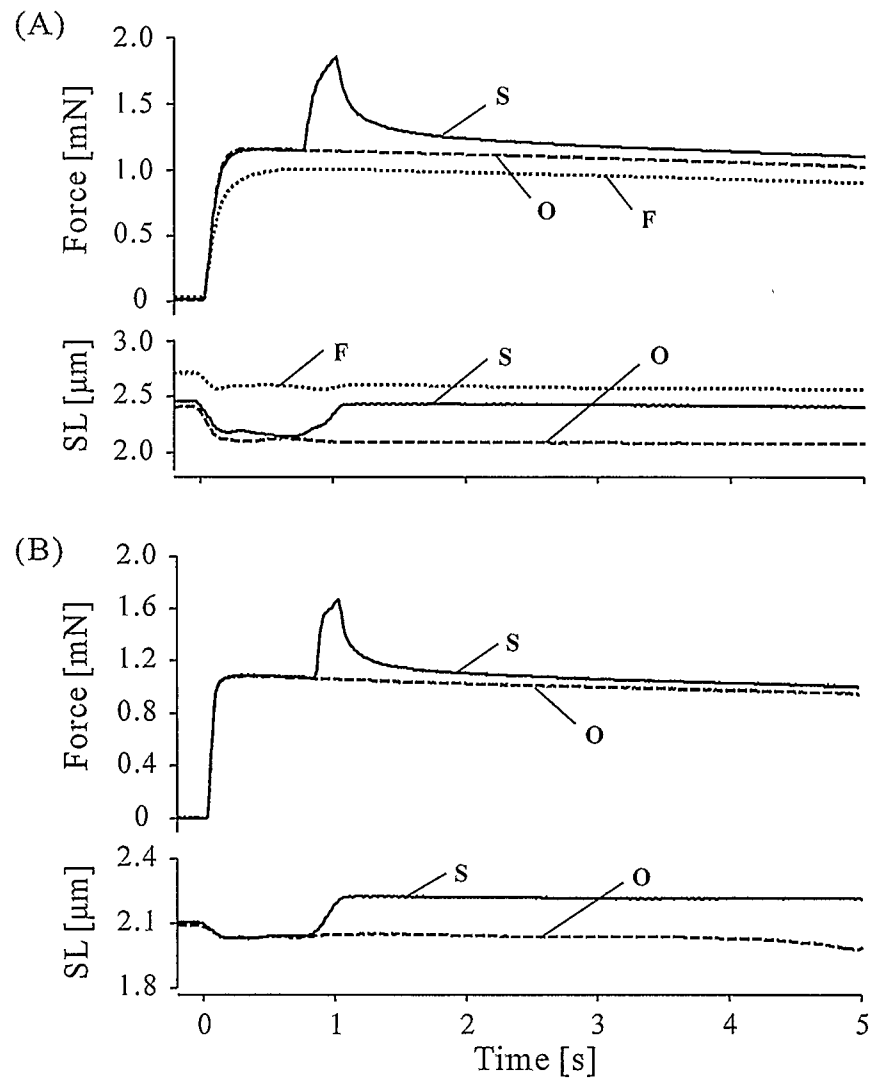 (A)
2.0
1.5
1.0
0.5
0
Force [mN]
S
O
F
3.0
2.5
2.0
SL [µm]
F
S
O
(B)
2.0
1.6
1.2
0.8
0.4
0
Force [mN]
S
O
2.4
2.1
1.8
SL [µm]
S
O
0 1 2 3 4 5
Time [s]